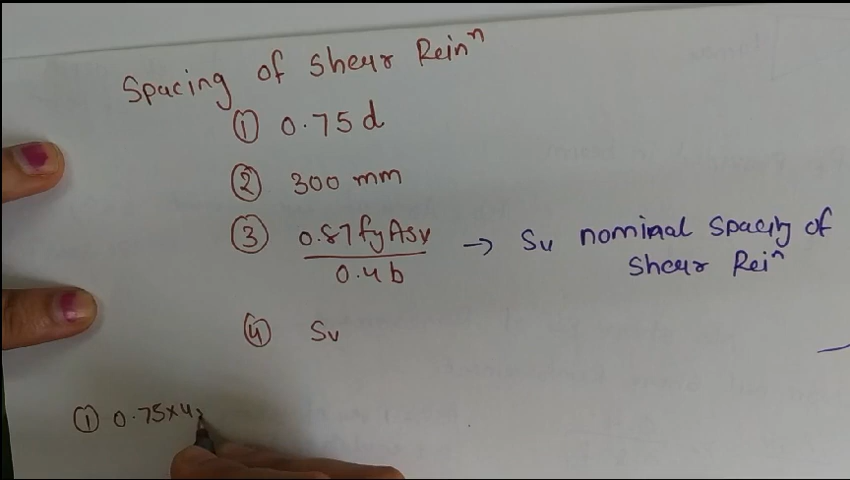 Spacing of Shear Reinⁿ
① 0.75 d
② 300 mm
③ 0.87 fy Asv → Sv nominal spacing of
0.4 b shear Reiⁿ
④ Sv
① 0.75×4